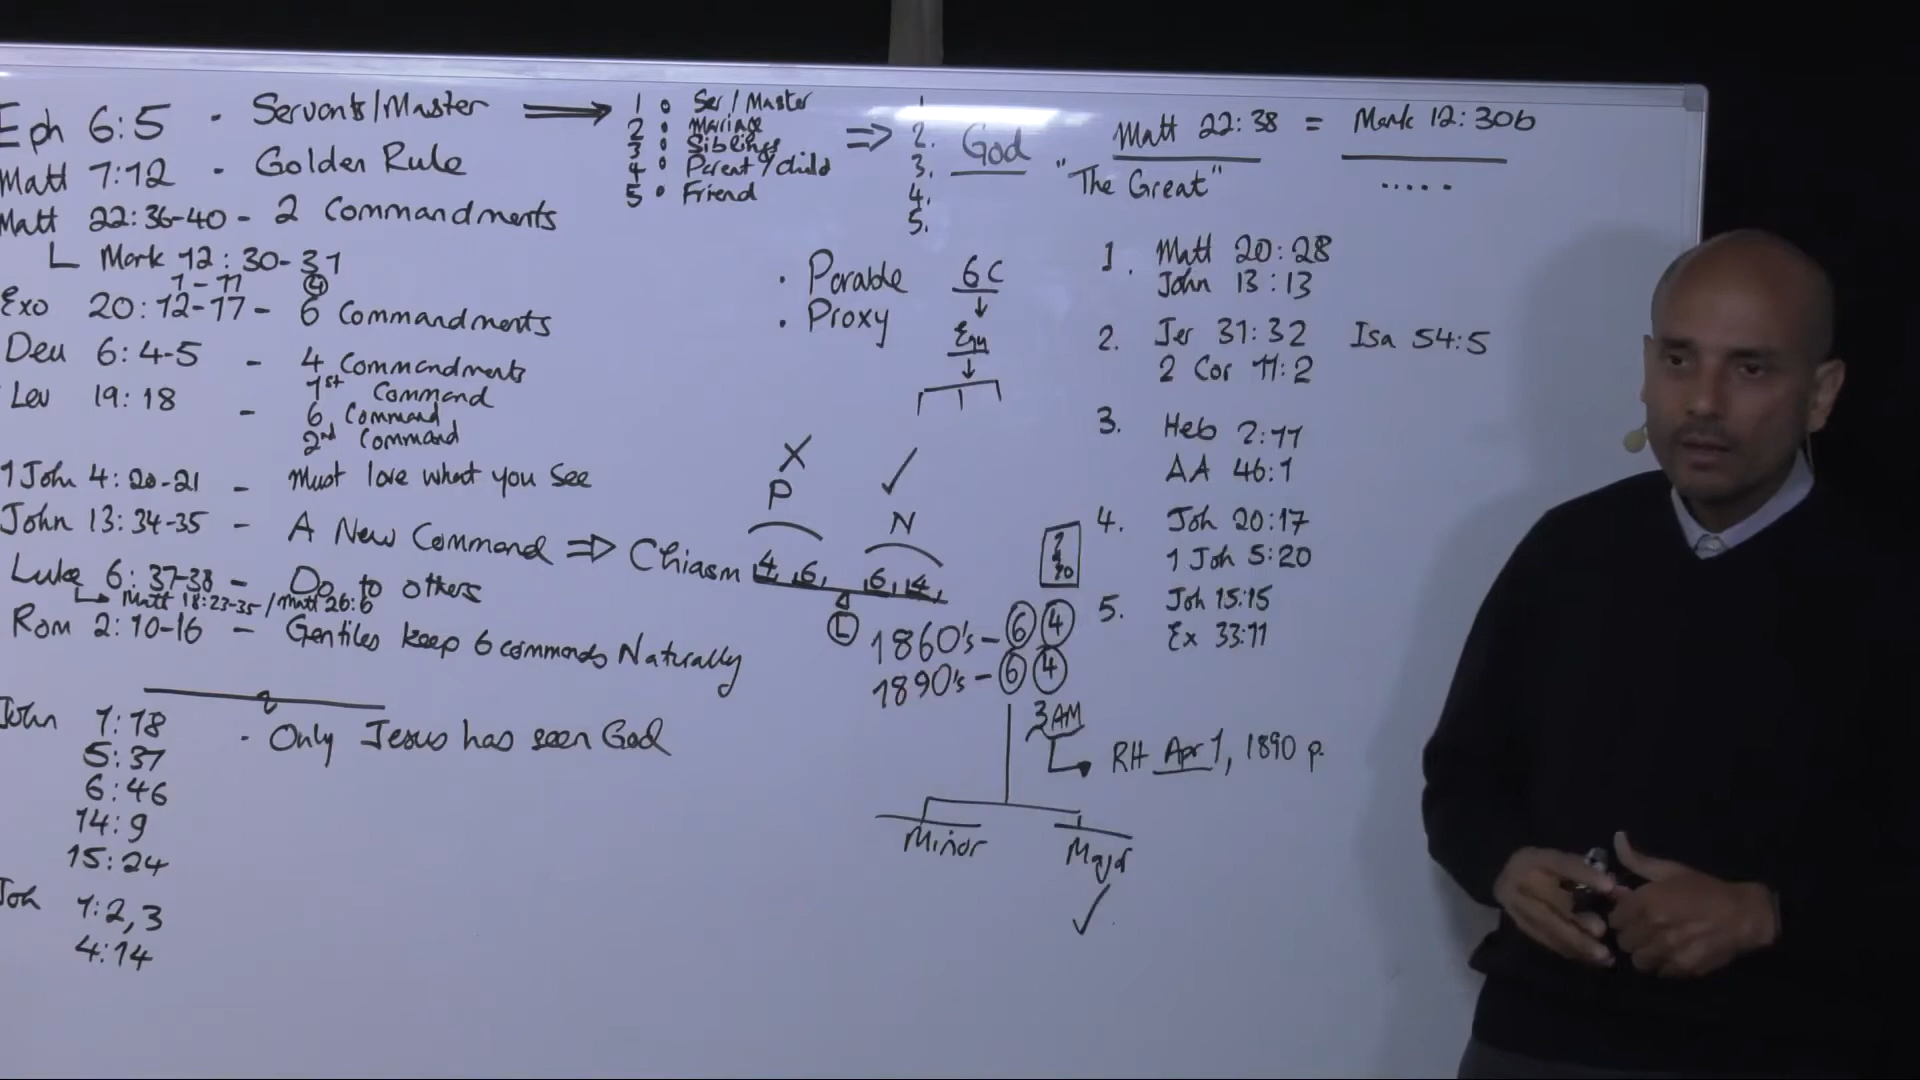 Eph 6:5 - Servants/Master ⟹
Matt 7:12 - Golden Rule
Matt 22:36-40 - 2 Commandments
Mark 12:30-31
1-11 ④
Exo 20:12-17 - 6 Commandments
Deu 6:4-5 - 4 Commandments
1st Command
Lev 19:18 - 6 Command
2nd Command
1 John 4:20-21 - Must love what you see
John 13:34-35 - A New Command ⟹ Chiasm 4, 6, 6, 4,
Luke 6:37-38 - Do to others
Matt 18:23-35 / Matt 26:6
Rom 2:10-16 - Gentiles keep 6 commands Naturally
John 1:18 - Only Jesus has seen God
5:37
6:46
14:9
15:24
Joh 1:2,3
4:14
1 • Ser/Master
2 • Mariage
3 • Siblings
4 • Parent/Child
5 • Friend
⟹
1
2. God
3.
4.
5.
• Parable 6C
• Proxy
X ✓
P N
L
1860's - ⑥ ④
1890's - ⑥ ④
3AM
RH Apr 1, 1890 p.
Minor Major
✓
Matt 22:38 = Mark 12:30b
"The Great" .....
1. Matt 20:28
John 13:13
2. Jer 31:32 Isa 54:5
2 Cor 11:2
3. Heb 2:11
AA 46:1
4. Joh 20:17
1 Joh 5:20
5. Joh 15:15
Ex 33:11